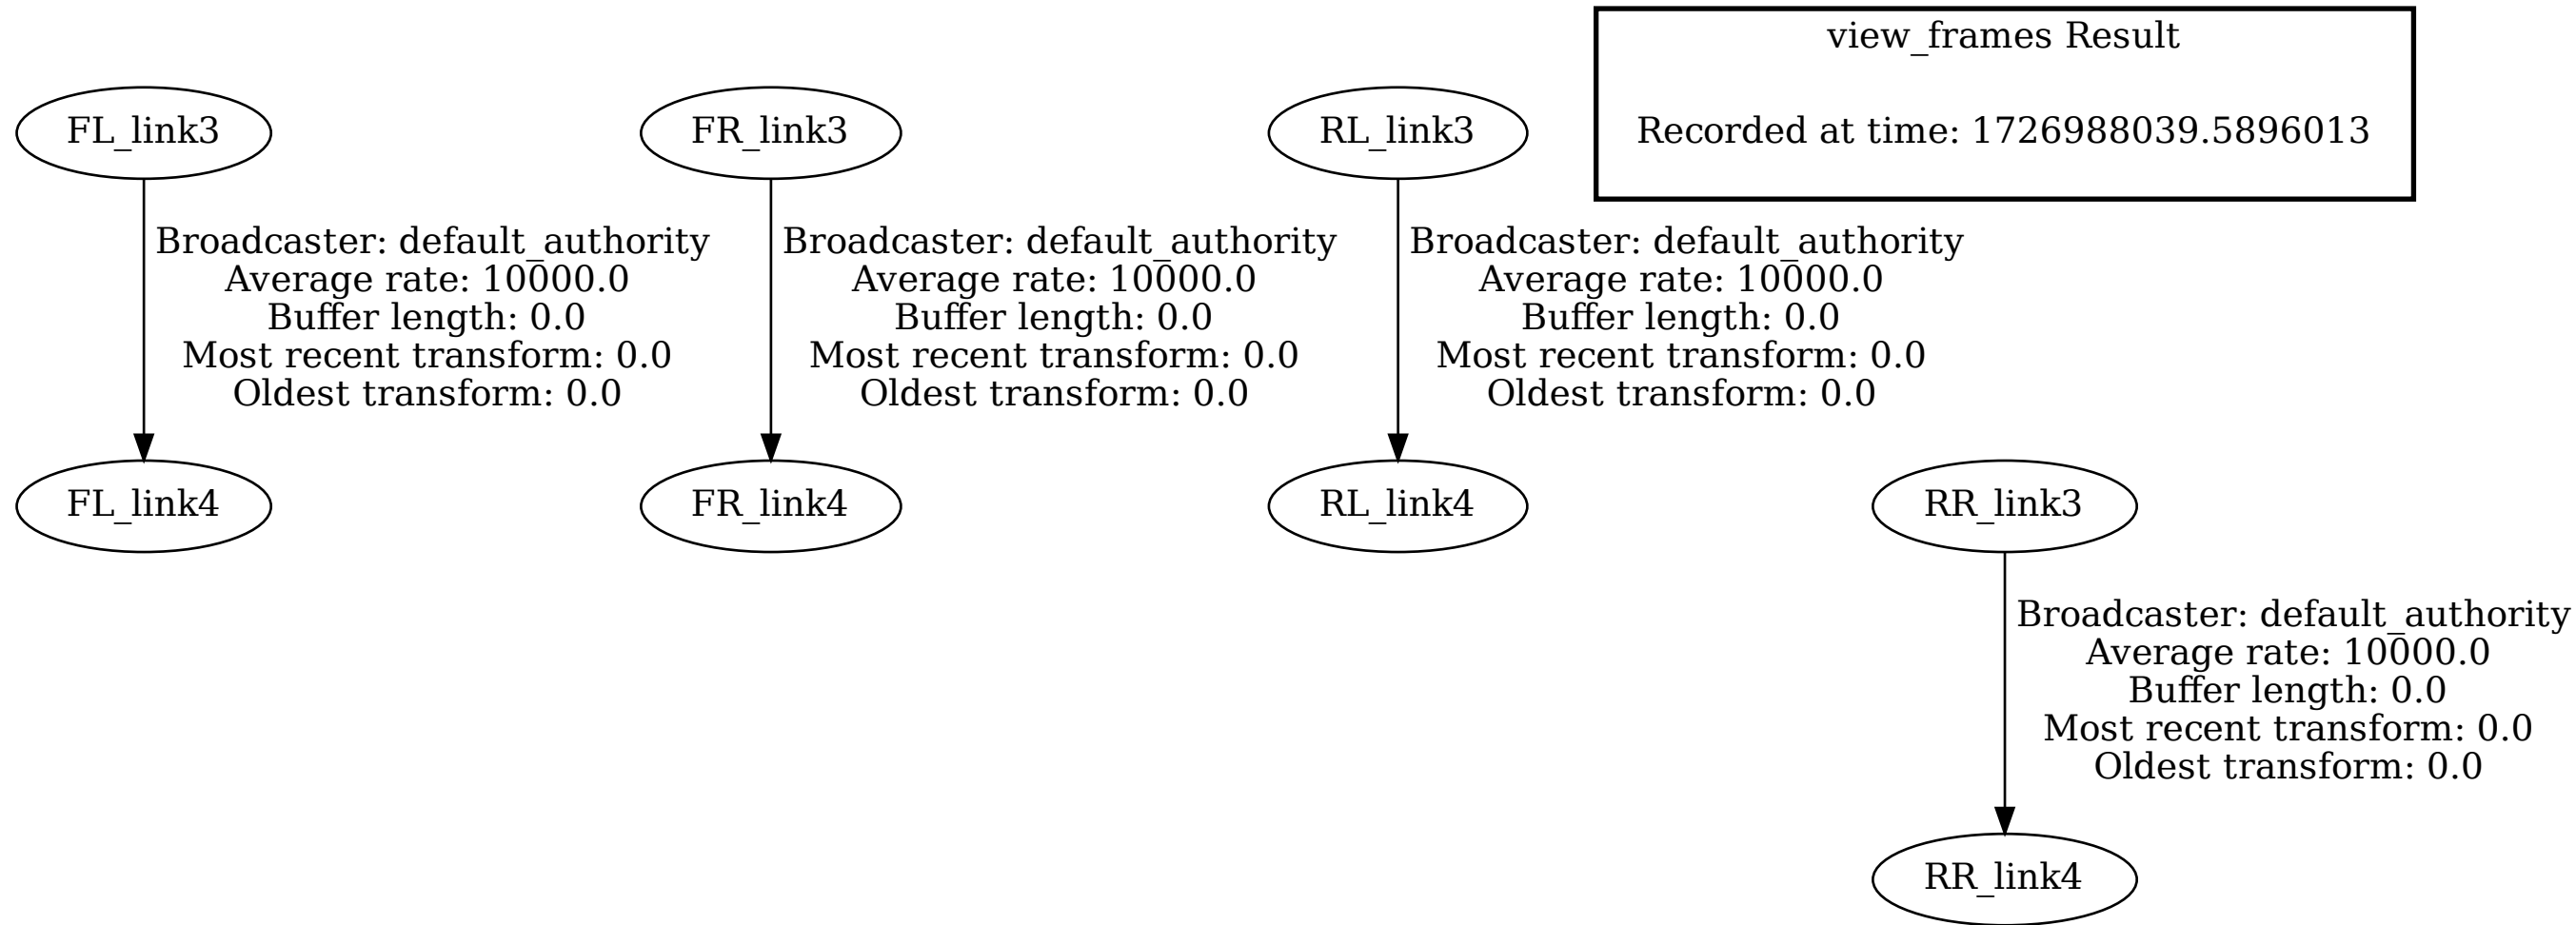 view_frames Result
Recorded at time: 1726988039.5896013
FL_link3
FR_link3
RL_link3
Broadcaster: default_authority
Average rate: 10000.0
Buffer length: 0.0
Most recent transform: 0.0
Oldest transform: 0.0
Broadcaster: default_authority
Average rate: 10000.0
Buffer length: 0.0
Most recent transform: 0.0
Oldest transform: 0.0
Broadcaster: default_authority
Average rate: 10000.0
Buffer length: 0.0
Most recent transform: 0.0
Oldest transform: 0.0
FL_link4
FR_link4
RL_link4
RR_link3
Broadcaster: default_authority
Average rate: 10000.0
Buffer length: 0.0
Most recent transform: 0.0
Oldest transform: 0.0
RR_link4